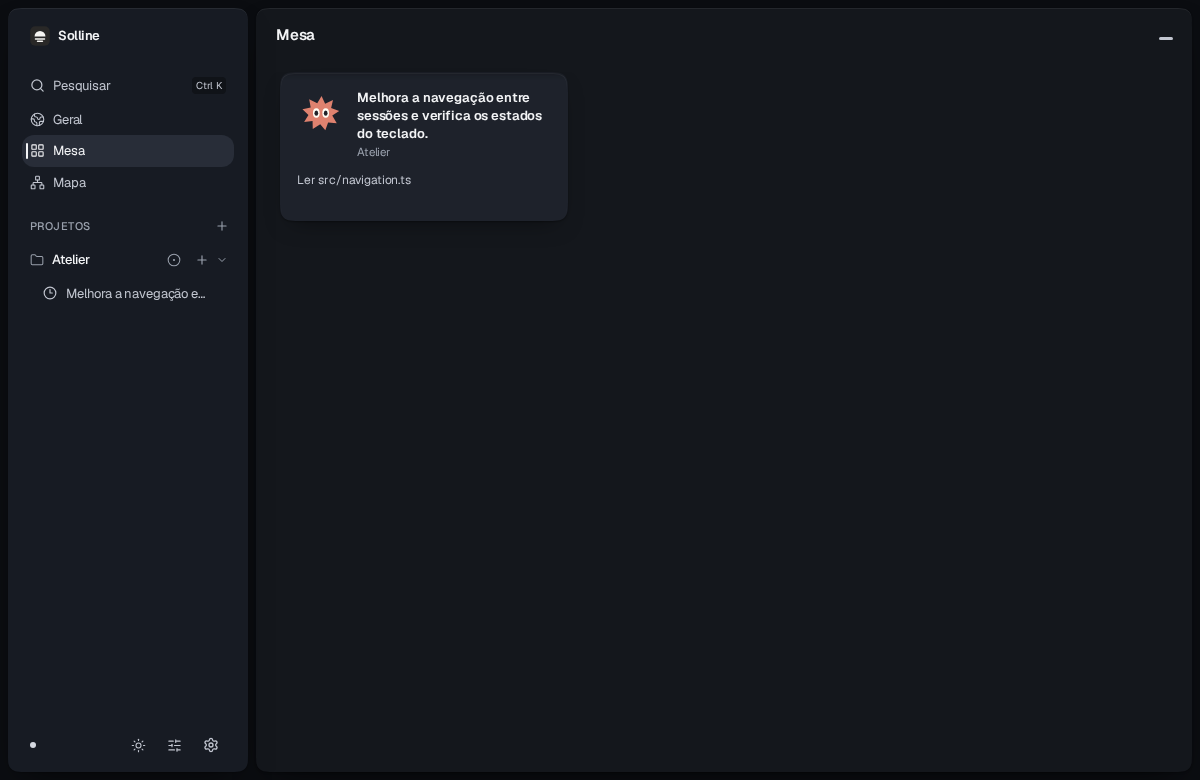 Solline
Pesquisar
Ctrl K
Geral
Mesa
Mapa
PROJETOS
Atelier
Melhora a navegação e…
Mesa
Melhora a navegação entre
sessões e verifica os estados
do teclado.
Atelier
Ler src/navigation.ts